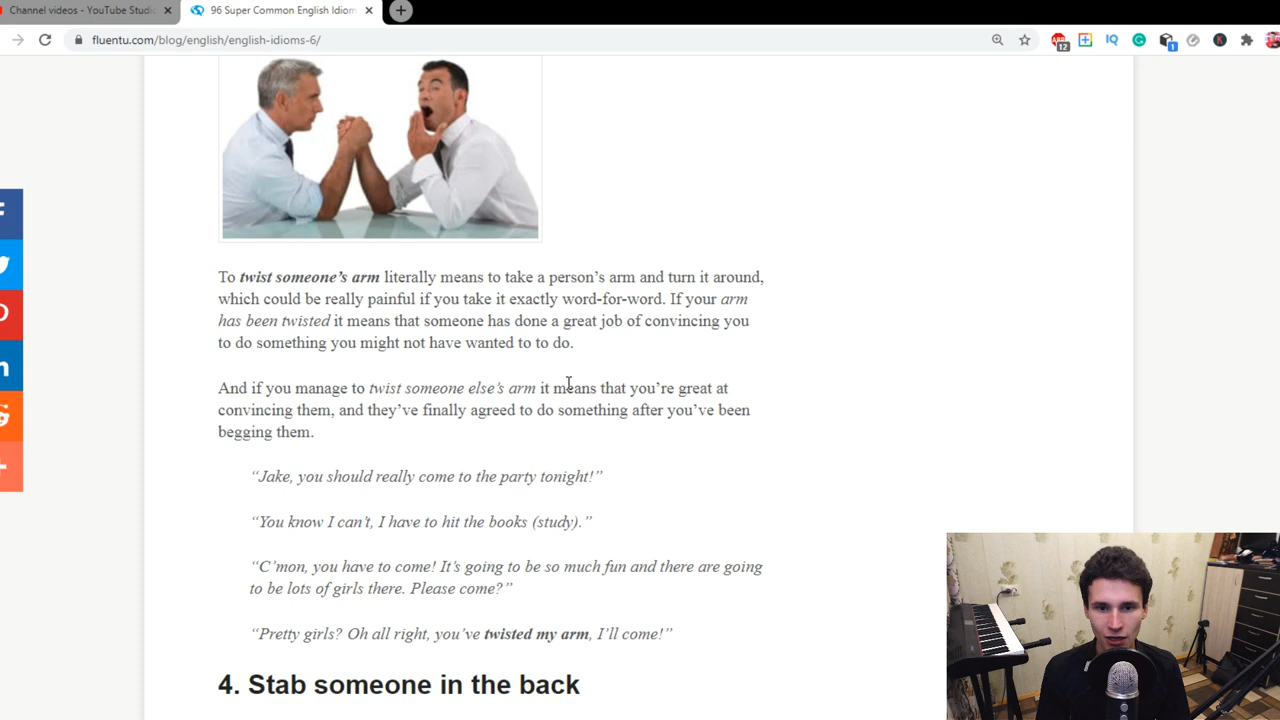 Channel videos - YouTube Studi
96 Super Common English Idiom
fluentu.com/blog/english/english-idioms-6/
12
IQ
1
To twist someone’s arm literally means to take a person’s arm and turn it around,
which could be really painful if you take it exactly word-for-word. If your arm
has been twisted it means that someone has done a great job of convincing you
to do something you might not have wanted to to do.
And if you manage to twist someone else’s arm it means that you’re great at
convincing them, and they’ve finally agreed to do something after you’ve been
begging them.
“Jake, you should really come to the party tonight!”
“You know I can’t, I have to hit the books (study).”
“C’mon, you have to come! It’s going to be so much fun and there are going
to be lots of girls there. Please come?”
“Pretty girls? Oh all right, you’ve twisted my arm, I’ll come!”
4. Stab someone in the back